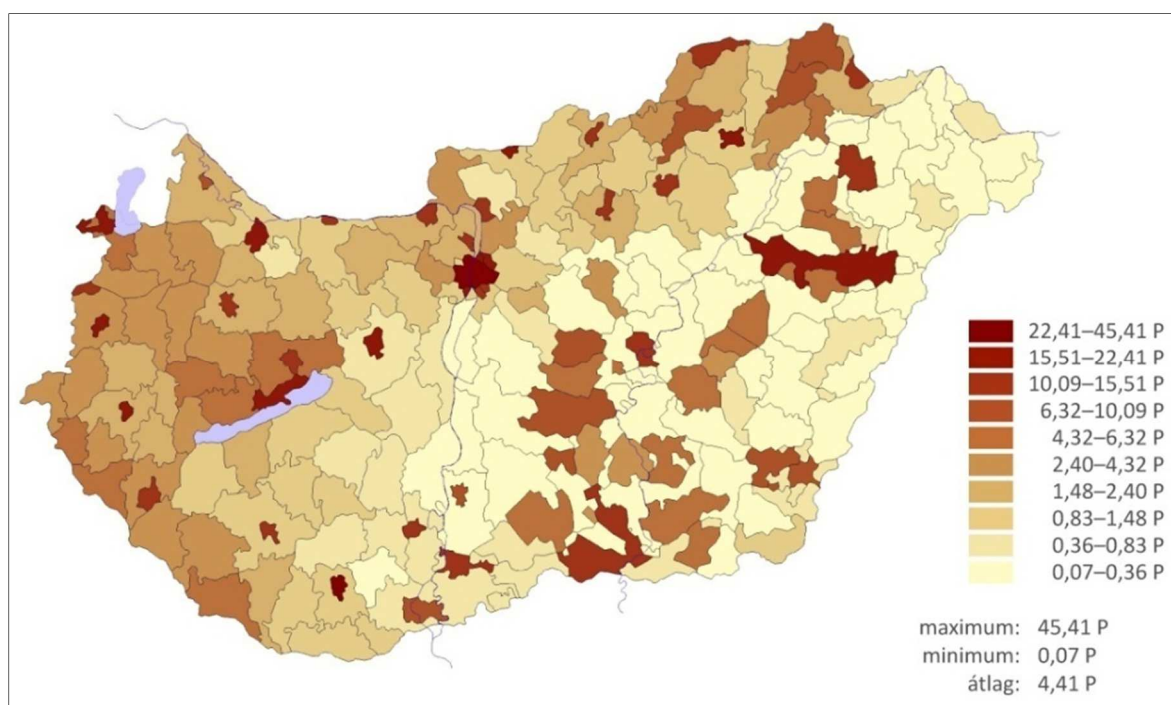 22,41–45,41 P
15,51–22,41 P
10,09–15,51 P
6,32–10,09 P
4,32–6,32 P
2,40–4,32 P
1,48–2,40 P
0,83–1,48 P
0,36–0,83 P
0,07–0,36 P
maximum: 45,41 P
minimum: 0,07 P
átlag: 4,41 P